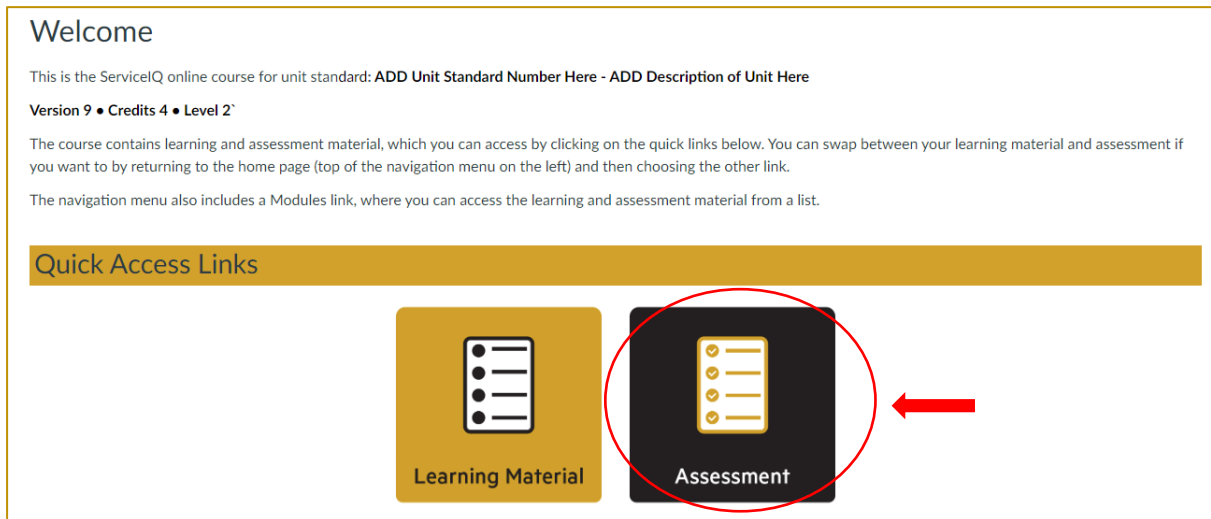 Welcome
This is the ServiceIQ online course for unit standard: ADD Unit Standard Number Here - ADD Description of Unit Here
Version 9 • Credits 4 • Level 2`
The course contains learning and assessment material, which you can access by clicking on the quick links below. You can swap between your learning material and assessment if
you want to by returning to the home page (top of the navigation menu on the left) and then choosing the other link.
The navigation menu also includes a Modules link, where you can access the learning and assessment material from a list.
Quick Access Links
Learning Material
Assessment